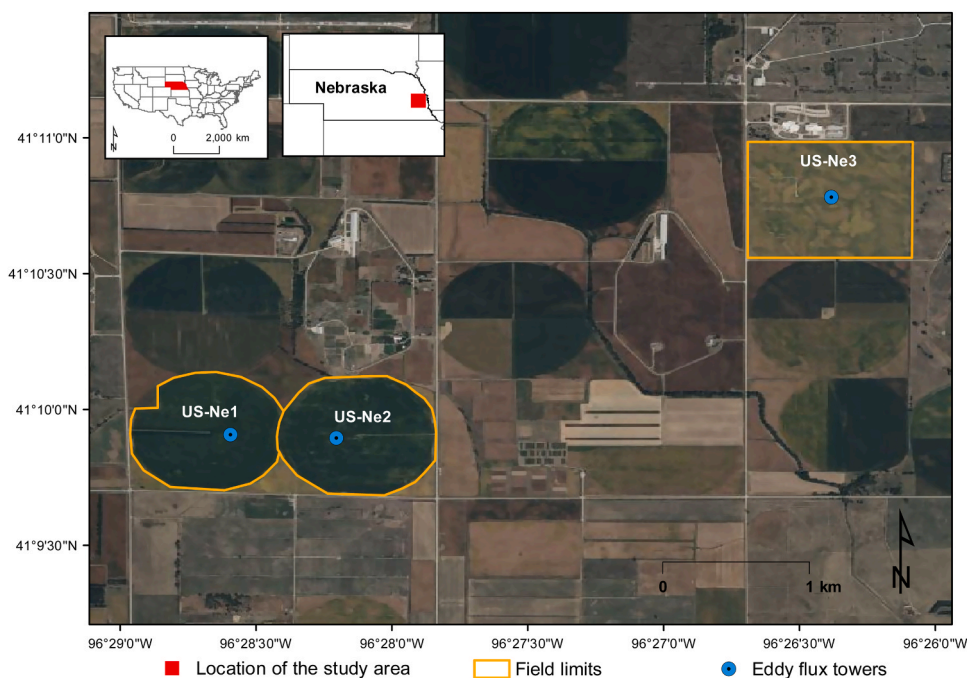 Nebraska
0 2,000 km
41°11'0"N
US-Ne3
41°10'30"N
41°10'0"N
US-Ne1
US-Ne2
41°9'30"N
0 1 km
N
96°29'0"W 96°28'30"W 96°28'0"W 96°27'30"W 96°27'0"W 96°26'30"W 96°26'0"W
Location of the study area Field limits Eddy flux towers